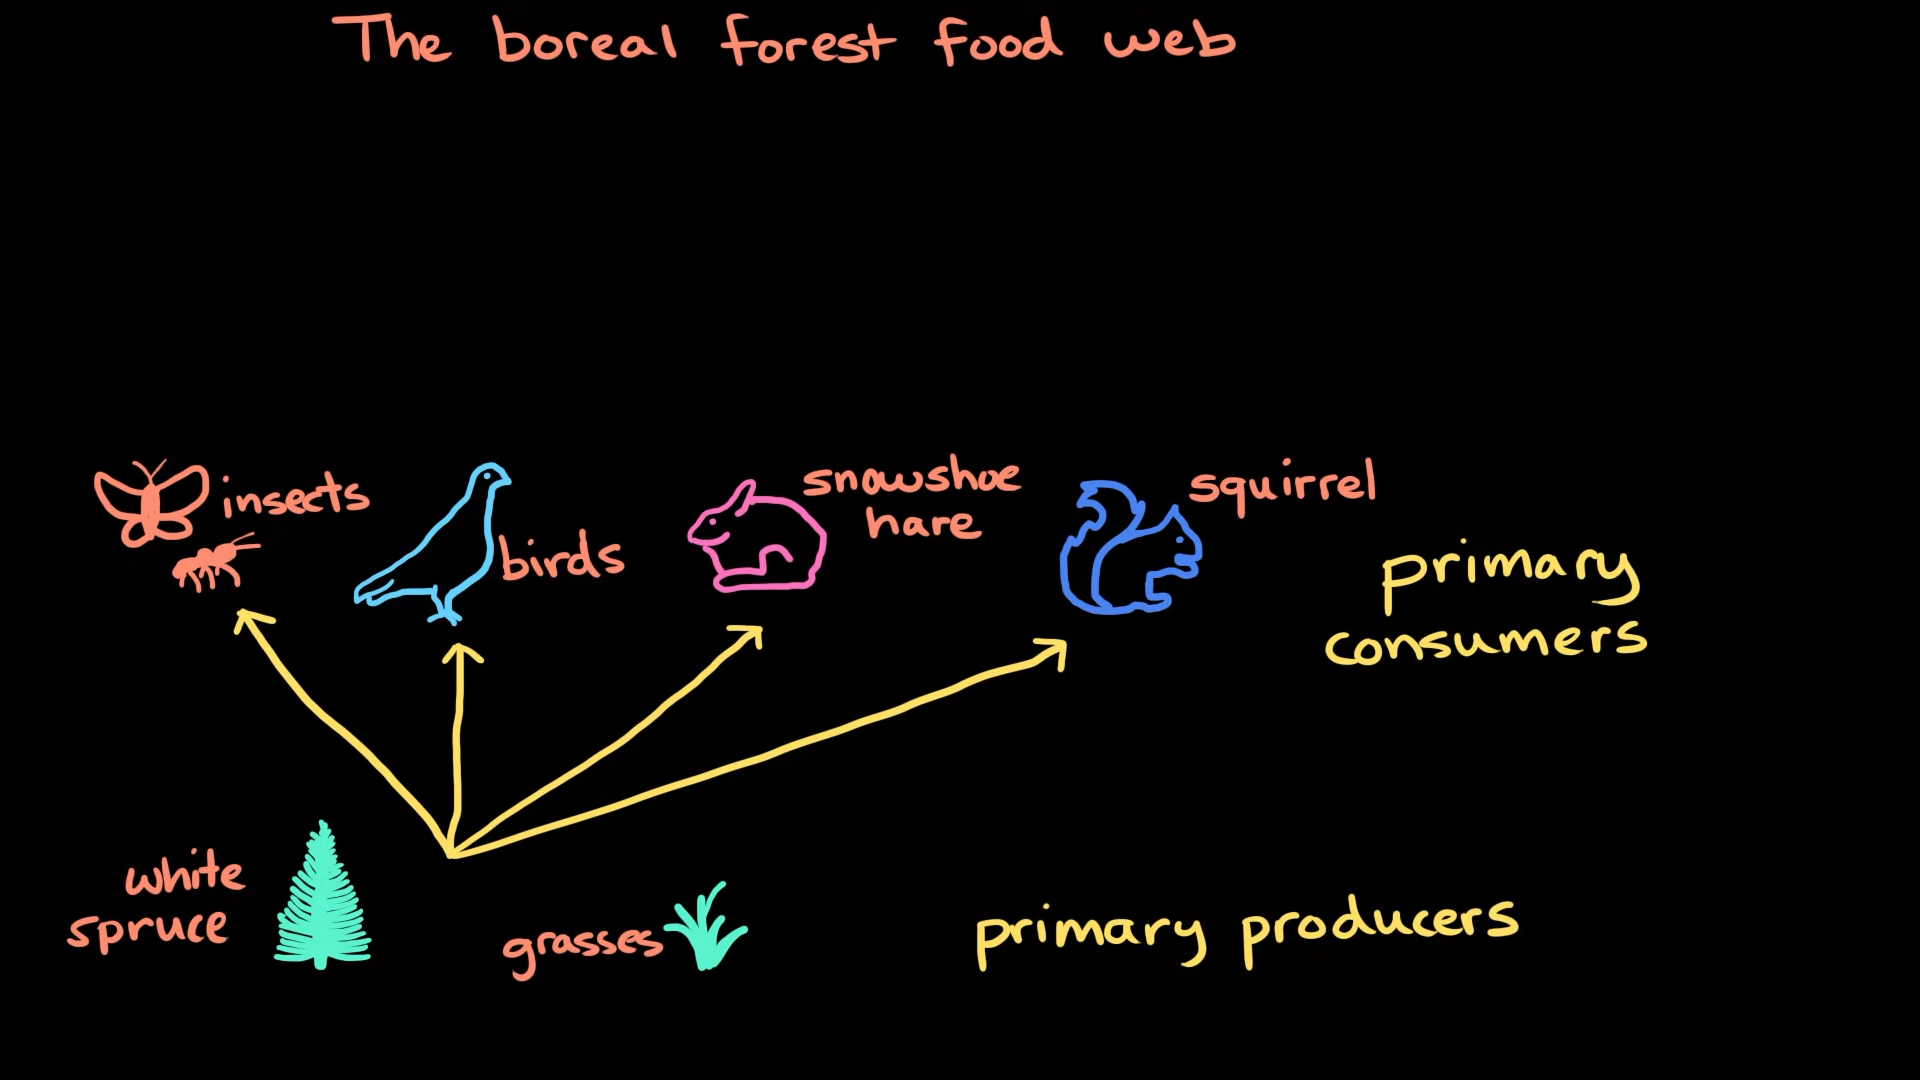 The boreal forest food web
insects
birds
snowshoe
hare
squirrel
primary
consumers
white
spruce
grasses
primary producers